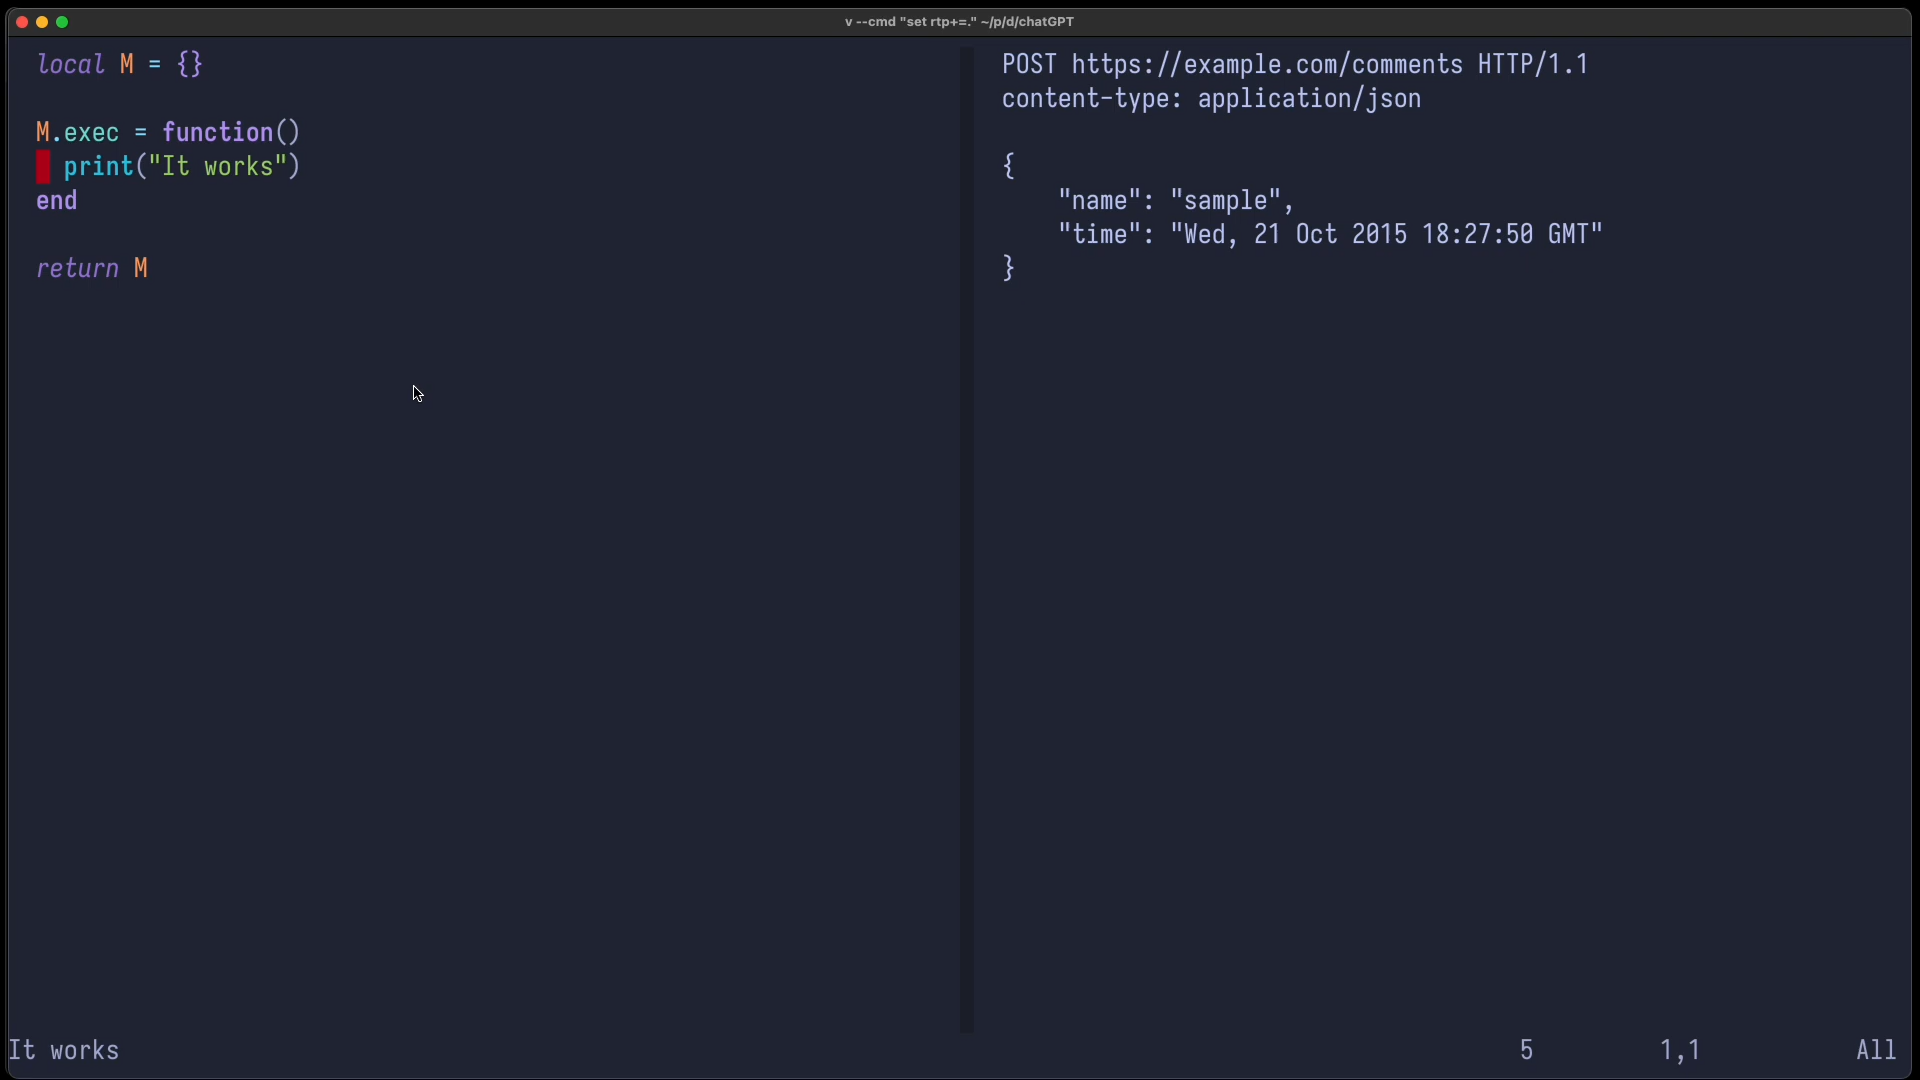 v --cmd "set rtp+=." ~/p/d/chatGPT
local M = {}
M.exec = function()
print("It works")
end
return M
POST https://example.com/comments HTTP/1.1
content-type: application/json
{
"name": "sample",
"time": "Wed, 21 Oct 2015 18:27:50 GMT"
}
It works 5 1,1 All